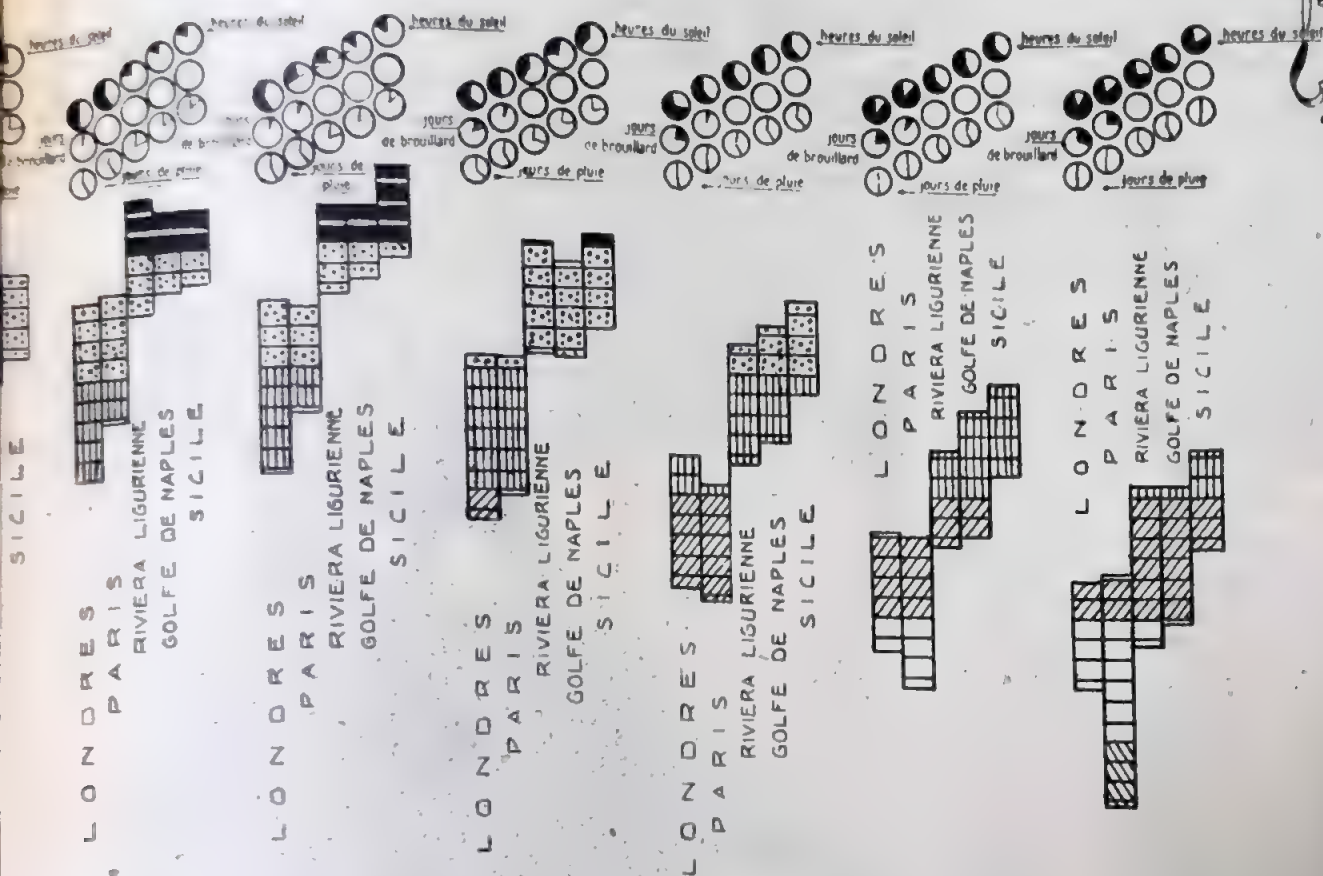 heures du soleil
de brouillard
SICILE
heures du soleil
jours
de brouillard
jours de pluie
LONDRES
PARIS
RIVIERA LIGURIENNE
GOLFE DE NAPLES
SICILE
heures du soleil
jours
de brouillard
jours de pluie
LONDRES
PARIS
RIVIERA LIGURIENNE
GOLFE DE NAPLES
SICILE
heures du soleil
jours
de brouillard
jours de pluie
LONDRES
PARIS
RIVIERA LIGURIENNE
GOLFE DE NAPLES
SICILE
heures du soleil
jours
de brouillard
jours de pluie
LONDRES
PARIS
RIVIERA LIGURIENNE
GOLFE DE NAPLES
SICILE
heures du soleil
jours
de brouillard
jours de pluie
LONDRES
PARIS
RIVIERA LIGURIENNE
GOLFE DE NAPLES
SICILE
heures du soleil
jours
de brouillard
jours de pluie
LONDRES
PARIS
RIVIERA LIGURIENNE
GOLFE DE NAPLES
SICILE